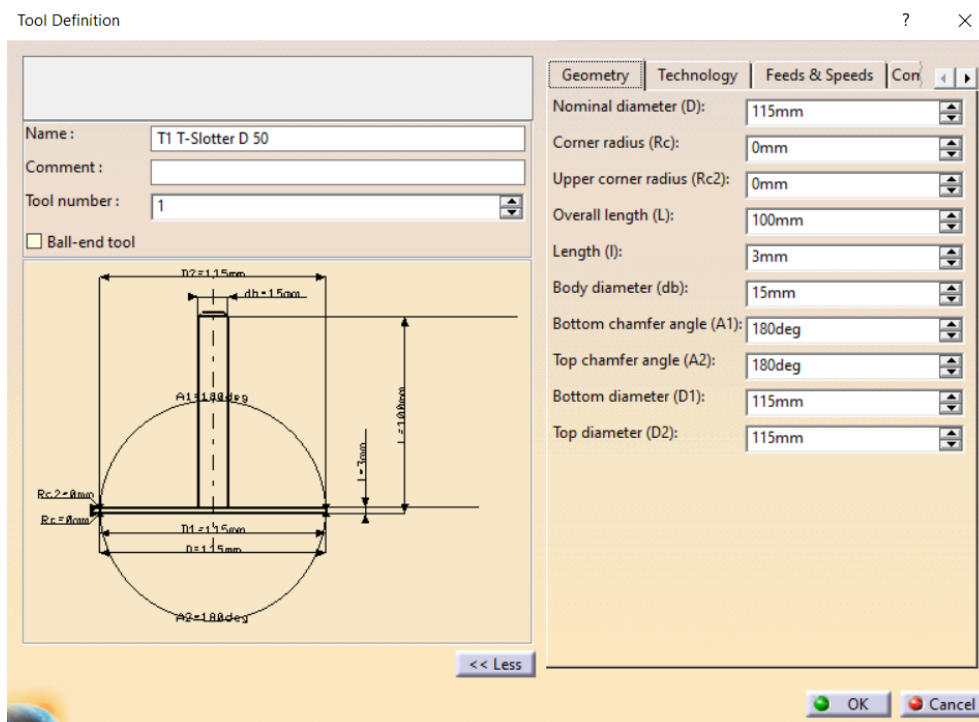 Tool Definition
?
Geometry
Technology
Feeds & Speeds
Con
Name :
T1 T-Slotter D 50
Comment :
Tool number :
1
Ball-end tool
Nominal diameter (D):
115mm
Corner radius (Rc):
0mm
Upper corner radius (Rc2):
0mm
Overall length (L):
100mm
Length (l):
3mm
Body diameter (db):
15mm
Bottom chamfer angle (A1):
180deg
Top chamfer angle (A2):
180deg
Bottom diameter (D1):
115mm
Top diameter (D2):
115mm
D2=115mm
db=15mm
A1=180deg
L=100mm
l=3mm
Rc2=0mm
Rc=0mm
D1=115mm
D=115mm
A2=180deg
<< Less
OK
Cancel